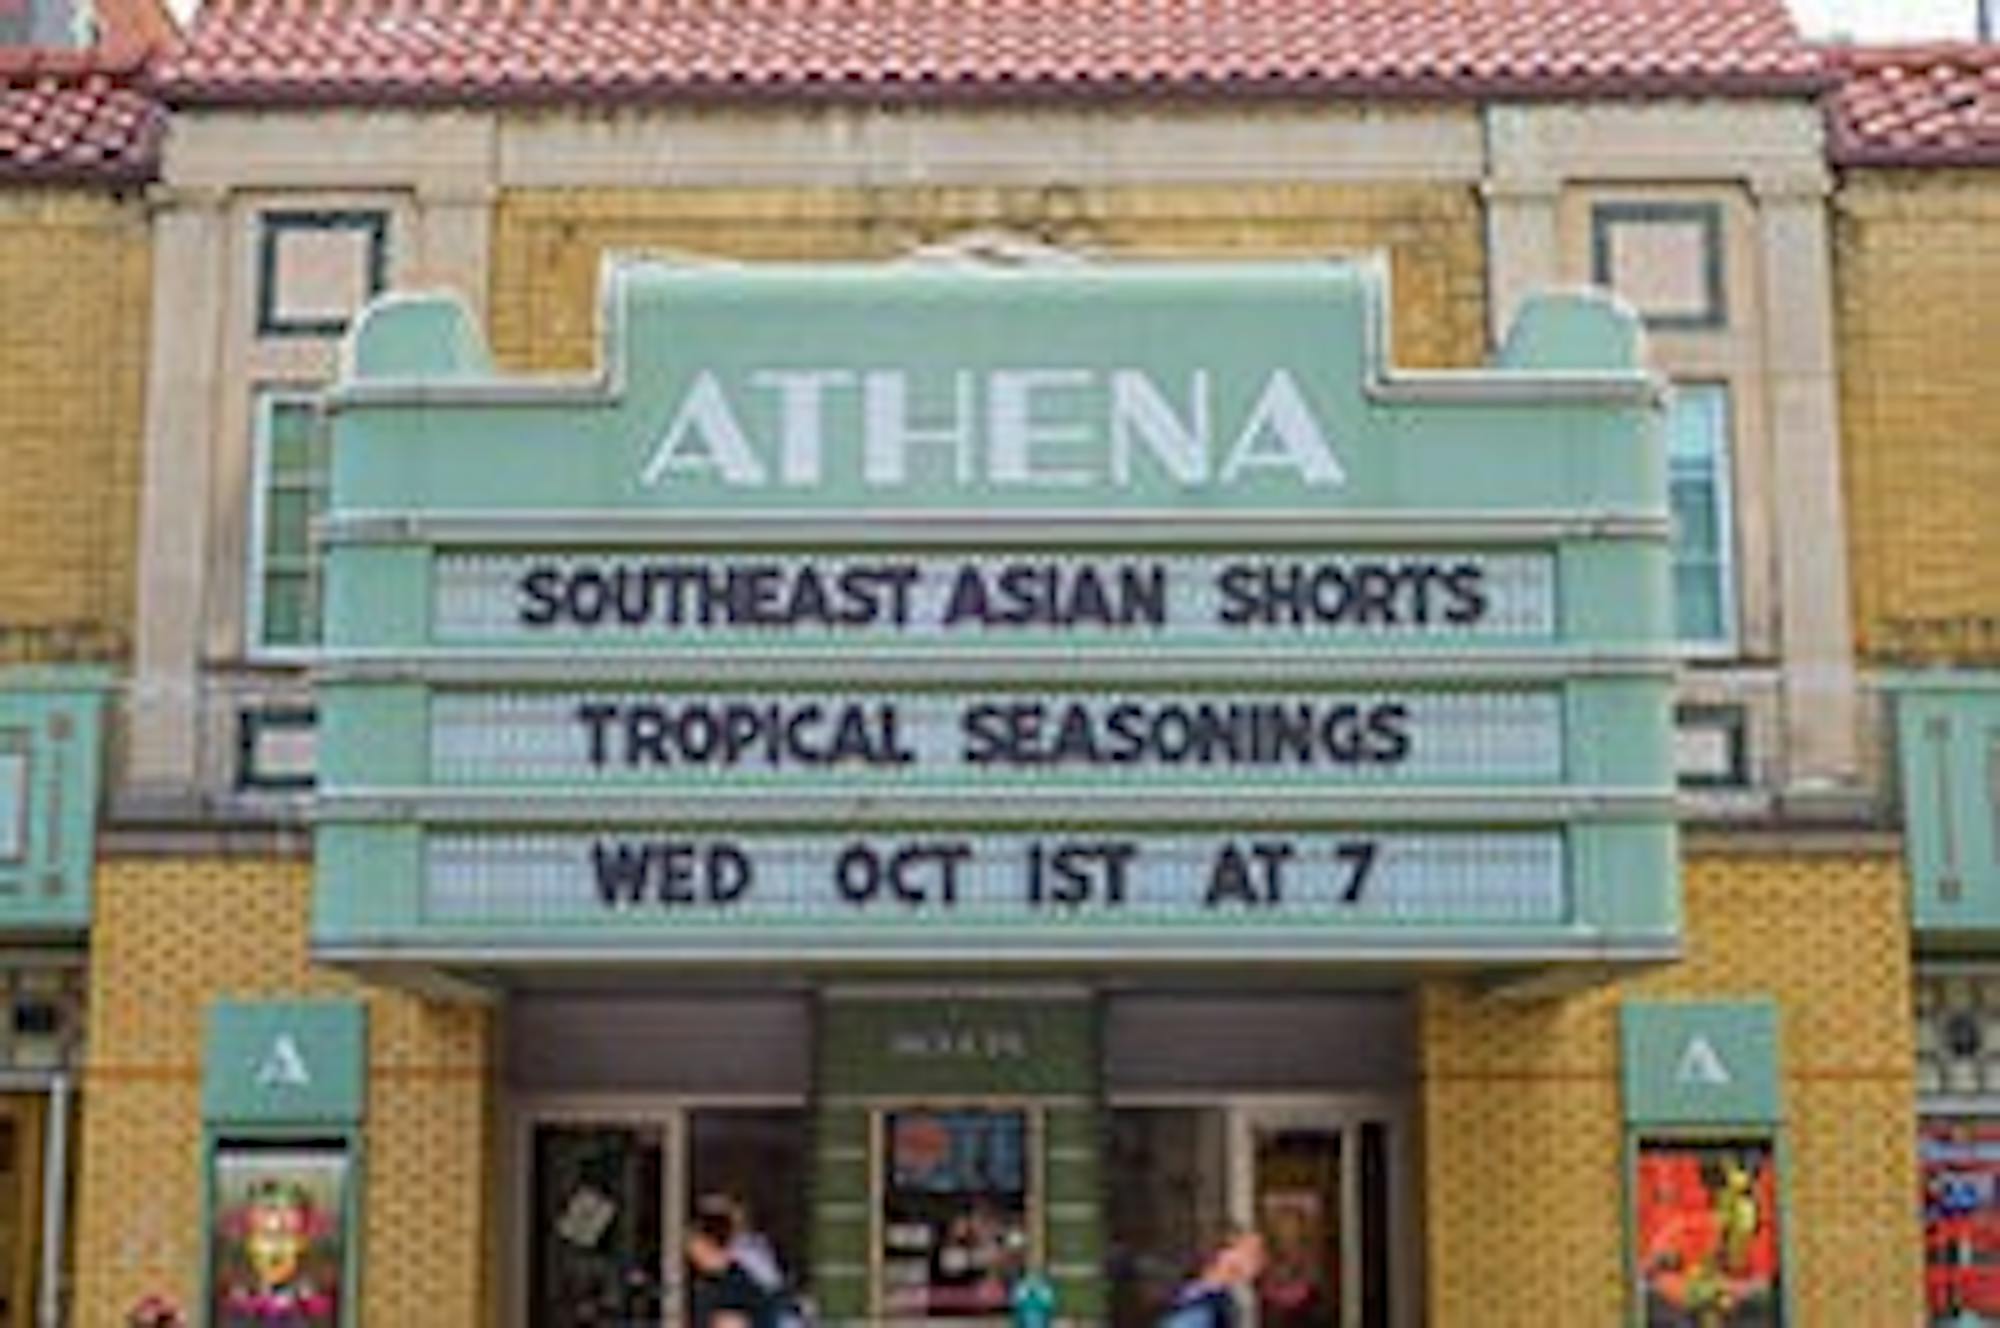 ATHENA
SOUTHEAST ASIAN SHORTS
TROPICAL SEASONINGS
WED OCT 1ST AT 7
A
A